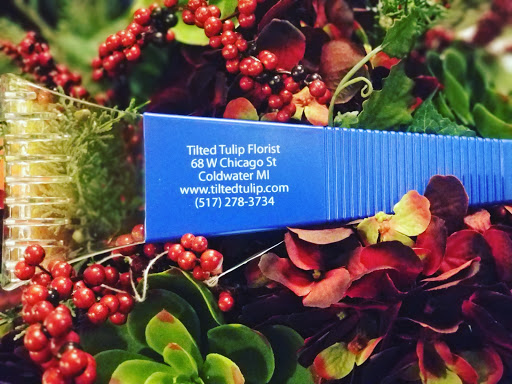 Tilted Tulip Florist
68 W Chicago St
Coldwater MI
www.tiltedtulip.com
(517) 278-3734